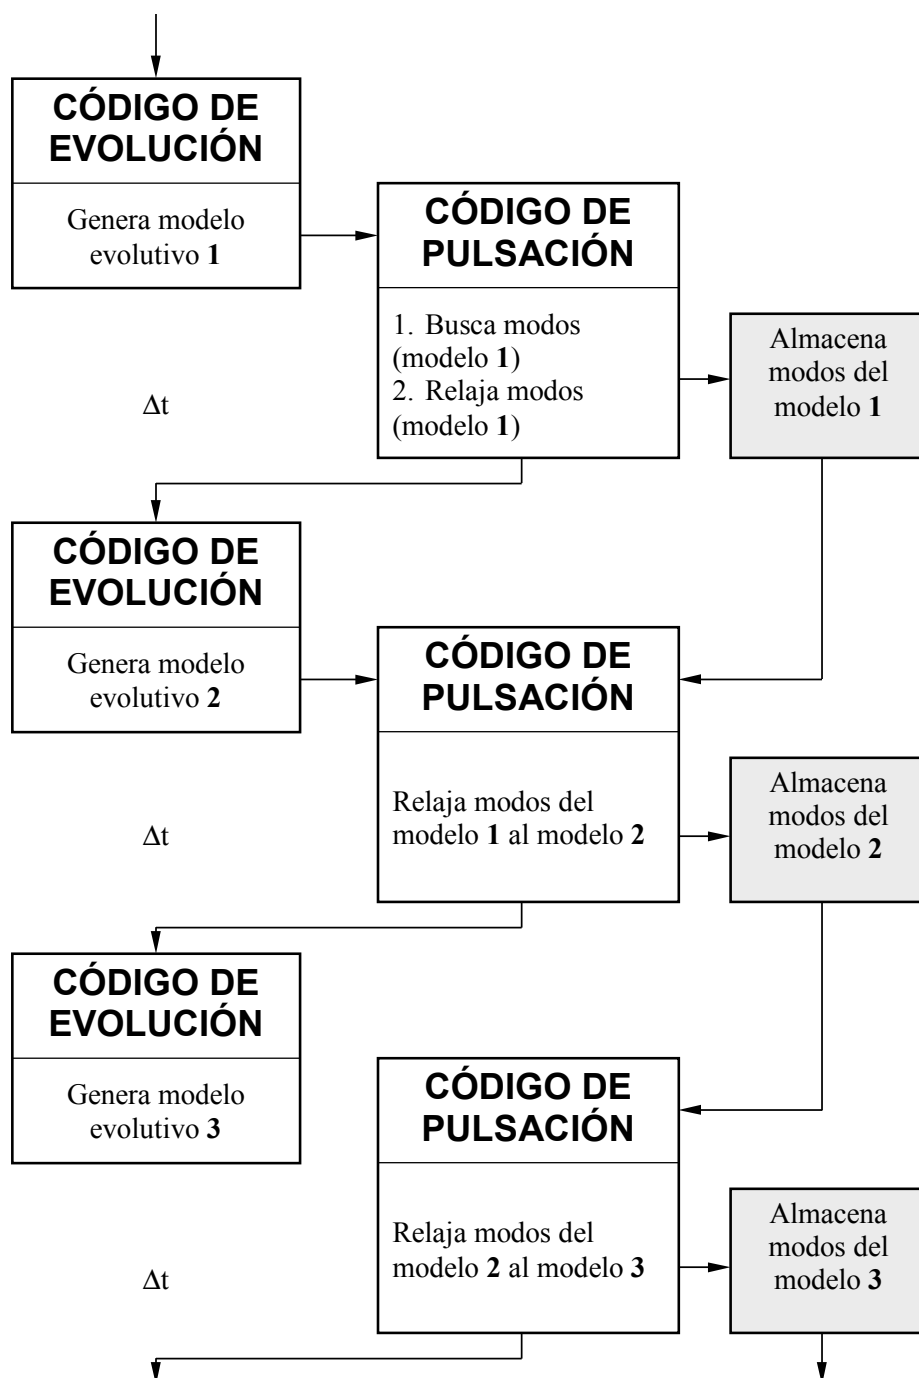 CÓDIGO DE
EVOLUCIÓN
Genera modelo
evolutivo 1
CÓDIGO DE
PULSACIÓN
1. Busca modos
(modelo 1)
2. Relaja modos
(modelo 1)
Almacena
modos del
modelo 1
Δt
CÓDIGO DE
EVOLUCIÓN
Genera modelo
evolutivo 2
CÓDIGO DE
PULSACIÓN
Relaja modos del
modelo 1 al modelo 2
Almacena
modos del
modelo 2
Δt
CÓDIGO DE
EVOLUCIÓN
Genera modelo
evolutivo 3
CÓDIGO DE
PULSACIÓN
Relaja modos del
modelo 2 al modelo 3
Almacena
modos del
modelo 3
Δt